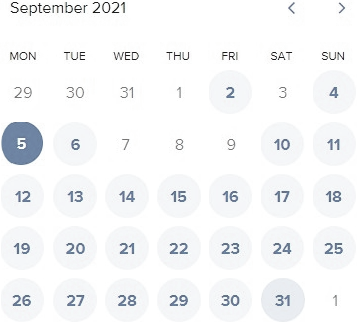 September 2021
MON TUE WED THU FRI SAT SUN
29 30 31 1 2 3 4
5 6 7 8 9 10 11
12 13 14 15 16 17 18
19 20 21 22 23 24 25
26 27 28 29 30 31 1